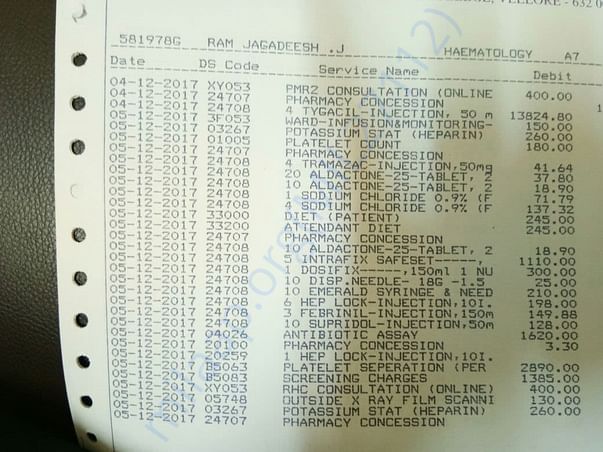 VELLORE - 632 0
581978G RAM JAGADEESH .J HAEMATOLOGY A7
Date DS Code Service Name Debit
04-12-2017 XY053 PMR2 CONSULTATION (ONLINE 400.00
04-12-2017 24707 PHARMACY CONCESSION
04-12-2017 24708 4 TYGACIL-INJECTION, 50 m 13824.80
05-12-2017 3F053 WARD-INFUSION&MONITORING- 150.00
05-12-2017 03267 POTASSIUM STAT (HEPARIN) 260.00
05-12-2017 01005 PLATELET COUNT 180.00
05-12-2017 24707 PHARMACY CONCESSION
05-12-2017 24708 4 TRAMAZAC-INJECTION,50mg 41.64
05-12-2017 24708 20 ALDACTONE-25-TABLET, 2 37.80
05-12-2017 24708 10 ALDACTONE-25-TABLET, 2 18.90
05-12-2017 24708 1 SODIUM CHLORIDE 0.9% (F 71.79
05-12-2017 24708 4 SODIUM CHLORIDE 0.9% (F 137.32
05-12-2017 33000 DIET (PATIENT) 245.00
05-12-2017 33200 ATTENDANT DIET 245.00
05-12-2017 24707 PHARMACY CONCESSION
05-12-2017 24708 10 ALDACTONE-25-TABLET, 2 18.90
05-12-2017 24708 5 INTRAFIX SAFESET-----, 1110.00
05-12-2017 24708 1 DOSIFIX-----,150ml 1 NU 300.00
05-12-2017 24708 10 DISP.NEEDLE- 18G -1.5 25.00
05-12-2017 24708 10 EMERALD SYRINGE & NEED 210.00
05-12-2017 24708 6 HEP LOCK-INJECTION,10I. 198.00
05-12-2017 24708 3 FEBRINIL-INJECTION,150m 149.88
05-12-2017 24708 10 SUPRIDOL-INJECTION,50m 128.00
05-12-2017 04026 ANTIBIOTIC ASSAY 1620.00
05-12-2017 PHARMACY CONCESSION 3.30
05-12-2017 1 HEP LOCK-INJECTION,10I.
05-12-2017 PLATELET SEPERATION (PER 2890.00
05-12-2017 B5083 SCREENING CHARGES 1385.00
05-12-2017 XY053 RHC CONSULTATION (ONLINE) 400.00
05-12-2017 05748 OUTSIDE X RAY FILM SCANNI 130.00
05-12-2017 03267 POTASSIUM STAT (HEPARIN) 260.00
05-12-2017 24707 PHARMACY CONCESSION